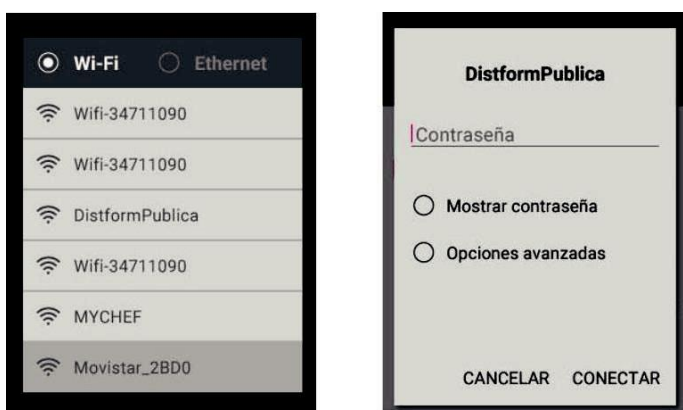 Wi-Fi Ethernet
Wifi-34711090
Wifi-34711090
DistformPublica
Wifi-34711090
MYCHEF
Movistar_2BD0
DistformPublica
Contraseña
Mostrar contraseña
Opciones avanzadas
CANCELAR CONECTAR